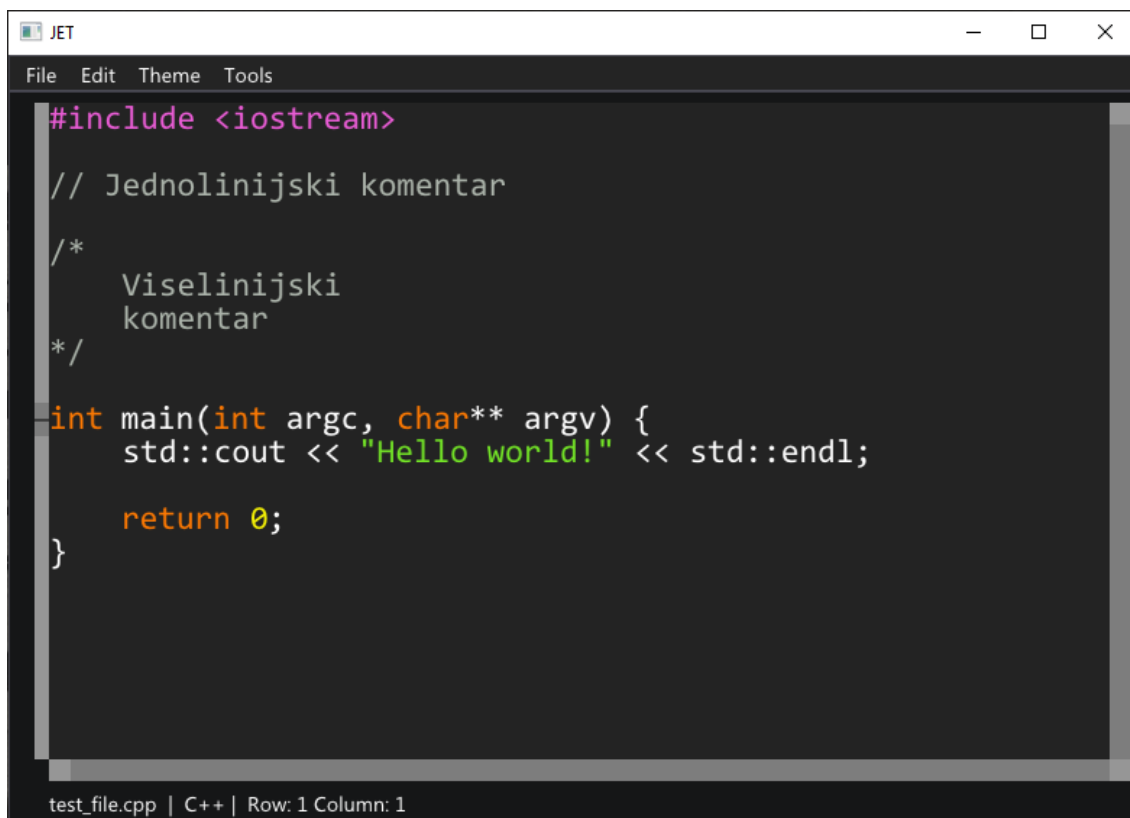 JET
File Edit Theme Tools
#include <iostream>
// Jednolinijski komentar
/*
Viselinijski
komentar
*/
int main(int argc, char** argv) {
std::cout << "Hello world!" << std::endl;
return 0;
}
test_file.cpp | C++ | Row: 1 Column: 1